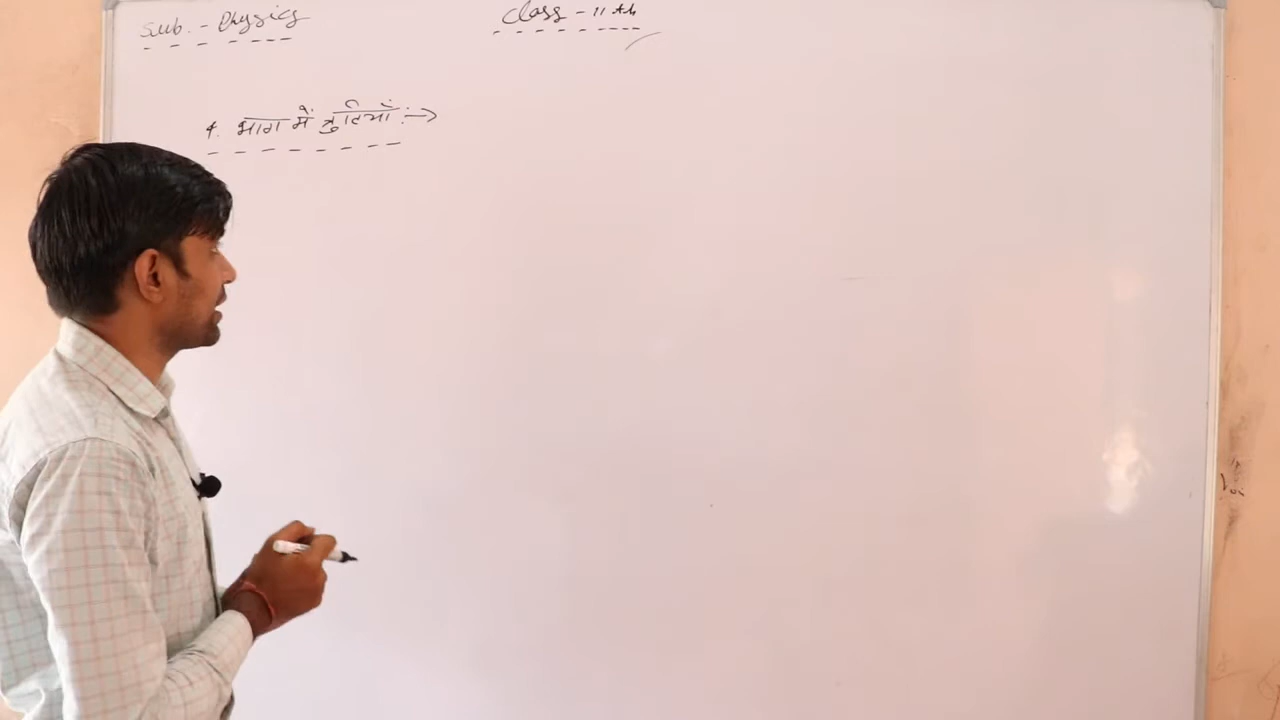 Sub. - Physics
Class - 11th
4. भाग में त्रुटियाँ :→